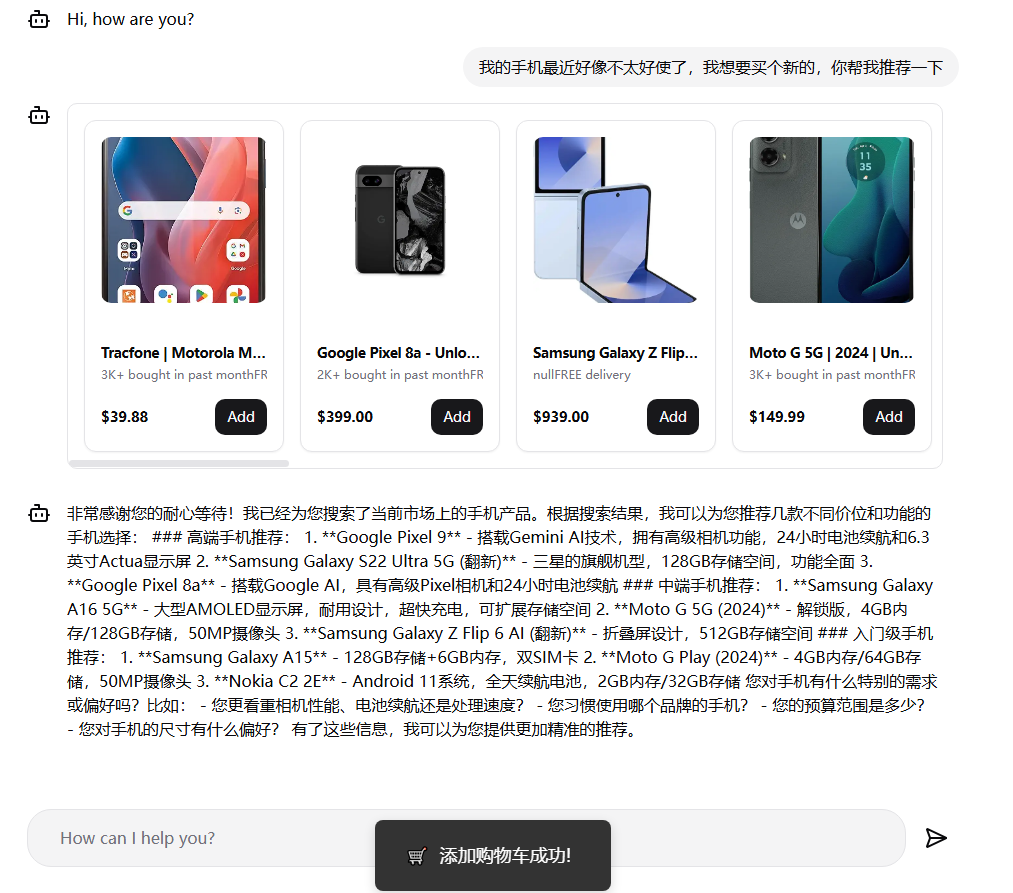 Hi, how are you?
我的手机最近好像不太好使了，我想要买个新的，你帮我推荐一下
11
35
Tracfone | Motorola M...
3K+ bought in past monthFR
$39.88
Add
Google Pixel 8a - Unlo...
2K+ bought in past monthFR
$399.00
Add
Samsung Galaxy Z Flip...
nullFREE delivery
$939.00
Add
Moto G 5G | 2024 | Un...
3K+ bought in past monthFR
$149.99
Add
非常感谢您的耐心等待！我已经为您搜索了当前市场上的手机产品。根据搜索结果，我可以为您推荐几款不同价位和功能的
手机选择： ### 高端手机推荐： 1. **Google Pixel 9** - 搭载Gemini AI技术，拥有高级相机功能，24小时电池续航和6.3
英寸Actua显示屏 2. **Samsung Galaxy S22 Ultra 5G (翻新)** - 三星的旗舰机型，128GB存储空间，功能全面 3.
**Google Pixel 8a** - 搭载Google AI，具有高级Pixel相机和24小时电池续航 ### 中端手机推荐： 1. **Samsung Galaxy
A16 5G** - 大型AMOLED显示屏，耐用设计，超快充电，可扩展存储空间 2. **Moto G 5G (2024)** - 解锁版，4GB内
存/128GB存储，50MP摄像头 3. **Samsung Galaxy Z Flip 6 AI (翻新)** - 折叠屏设计，512GB存储空间 ### 入门级手机
推荐： 1. **Samsung Galaxy A15** - 128GB存储+6GB内存，双SIM卡 2. **Moto G Play (2024)** - 4GB内存/64GB存
储，50MP摄像头 3. **Nokia C2 2E** - Android 11系统，全天续航电池，2GB内存/32GB存储 您对手机有什么特别的需求
或偏好吗？比如： - 您更看重相机性能、电池续航还是处理速度？ - 您习惯使用哪个品牌的手机？ - 您的预算范围是多少？
- 您对手机的尺寸有什么偏好？ 有了这些信息，我可以为您提供更加精准的推荐。
How can I help you?
添加购物车成功!